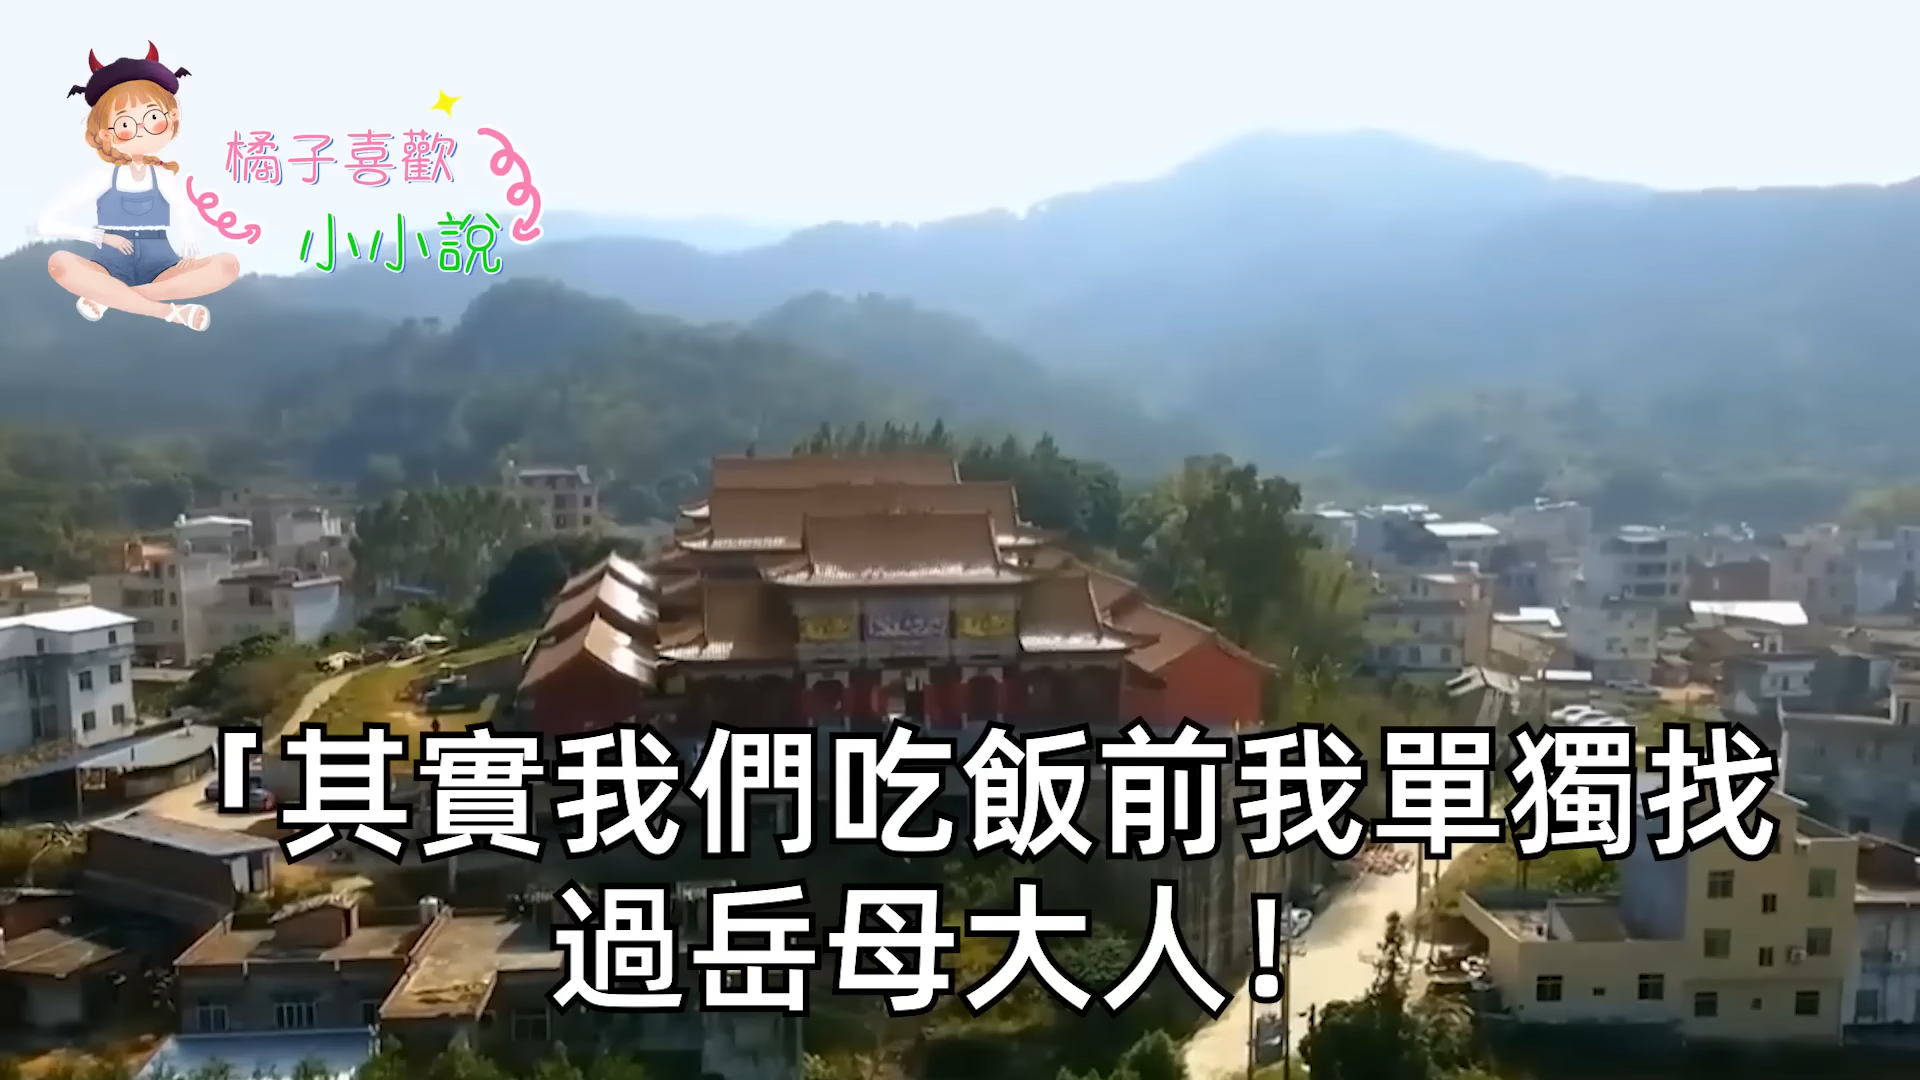 橘子喜歡
小小說
「其實我們吃飯前我單獨找
過岳母大人!